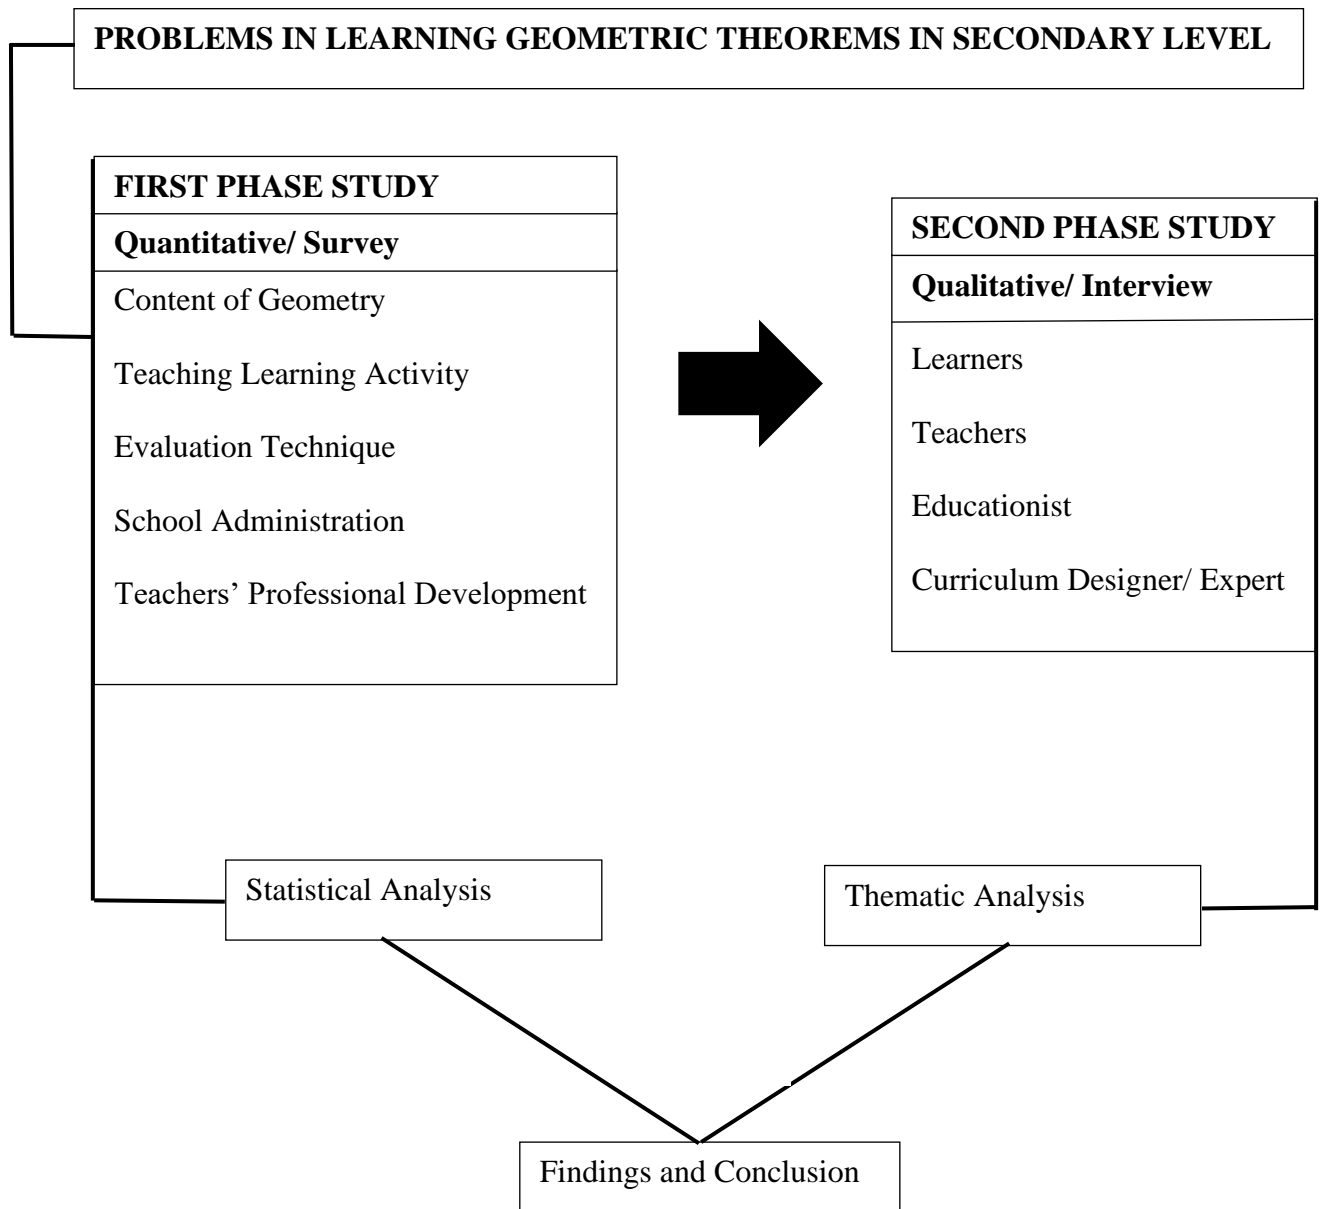 PROBLEMS IN LEARNING GEOMETRIC THEOREMS IN SECONDARY LEVEL
FIRST PHASE STUDY
Quantitative/ Survey
Content of Geometry
Teaching Learning Activity
Evaluation Technique
School Administration
Teachers’ Professional Development
SECOND PHASE STUDY
Qualitative/ Interview
Learners
Teachers
Educationist
Curriculum Designer/ Expert
Statistical Analysis
Thematic Analysis
Findings and Conclusion